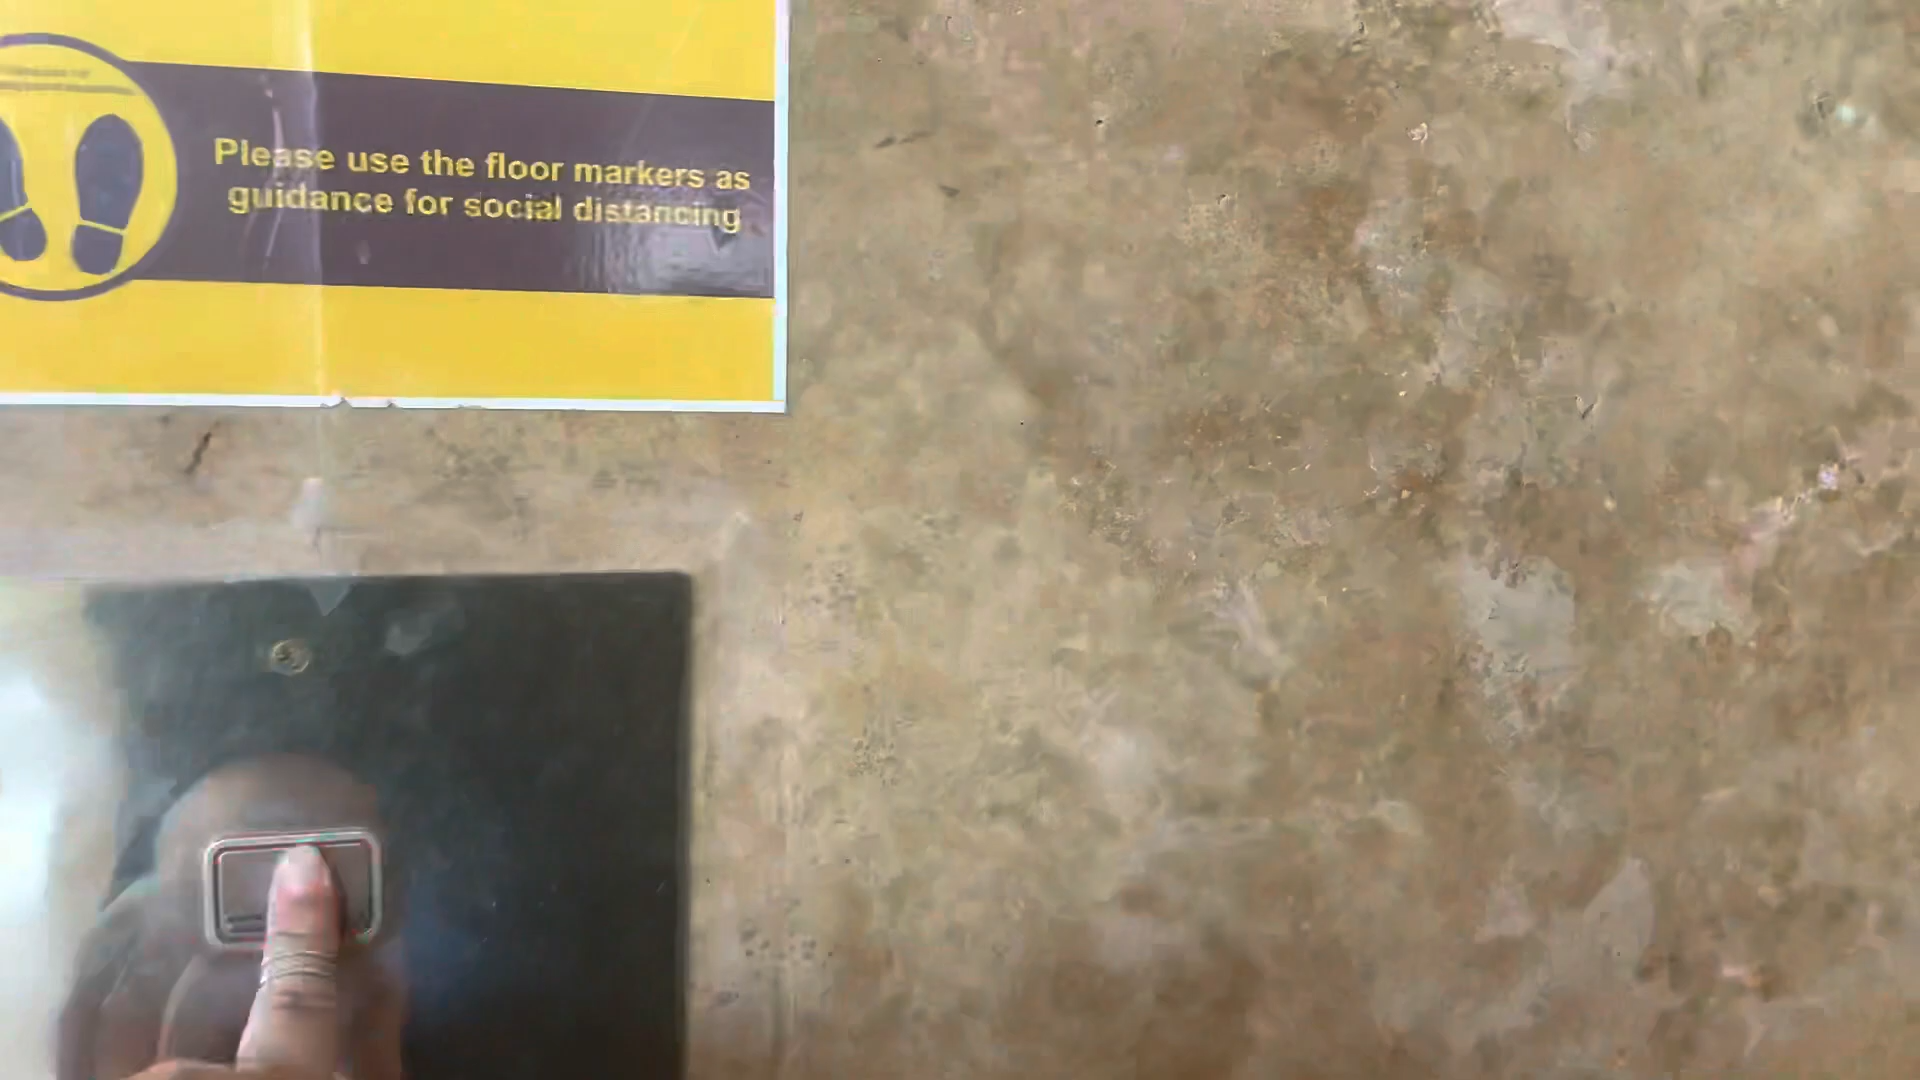 Please use the floor markers as
guidance for social distancing